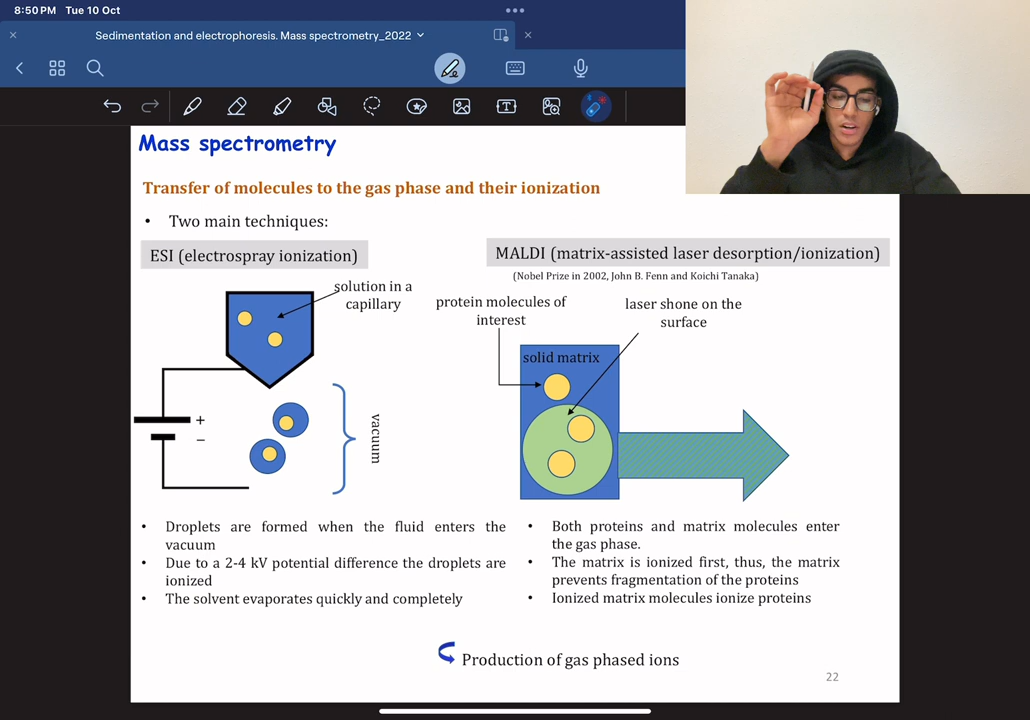 8:50 PM Tue 10 Oct
Sedimentation and electrophoresis. Mass spectrometry_2022
Mass spectrometry
Transfer of molecules to the gas phase and their ionization
• Two main techniques:
ESI (electrospray ionization)
solution in a
capillary
+
−
vacuum
• Droplets are formed when the fluid enters the
vacuum
• Due to a 2-4 kV potential difference the droplets are
ionized
• The solvent evaporates quickly and completely
MALDI (matrix-assisted laser desorption/ionization)
(Nobel Prize in 2002, John B. Fenn and Koichi Tanaka)
protein molecules of
interest
laser shone on the
surface
solid matrix
• Both proteins and matrix molecules enter
the gas phase.
• The matrix is ionized first, thus, the matrix
prevents fragmentation of the proteins
• Ionized matrix molecules ionize proteins
Production of gas phased ions
22